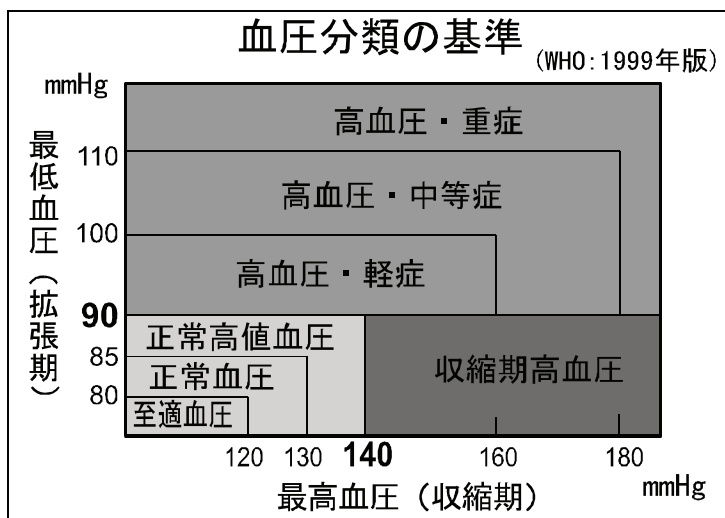 血圧分類の基準
(WHO:1999年版)
mmHg
最低血圧(拡張期)
110
100
90
85
80
高血圧・重症
高血圧・中等症
高血圧・軽症
正常高値血圧
正常血圧
至適血圧
収縮期高血圧
120 130 140 160 180
mmHg
最高血圧(収縮期)